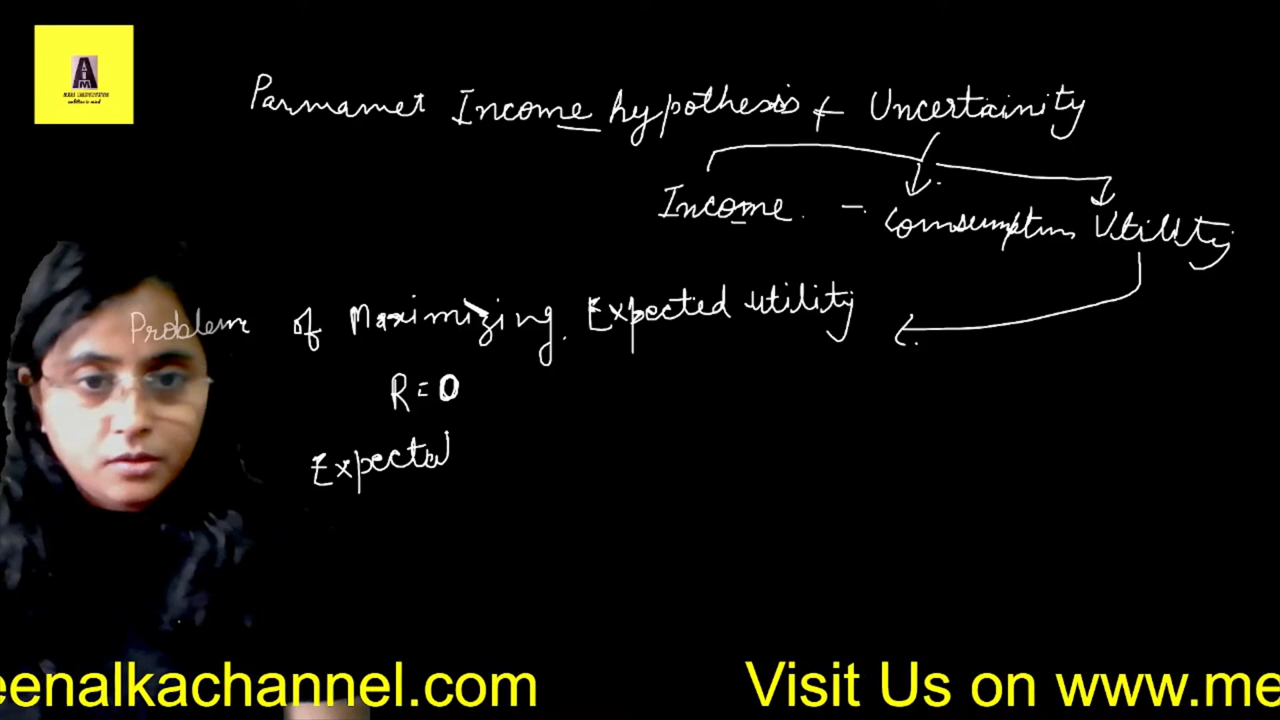 Parmamet Income hypothesis + Uncertainity
Income - Consumption Utility
Problem of Maximizing. Expected utility
R = 0
Expected
eenalkachannel.com Visit Us on www.me